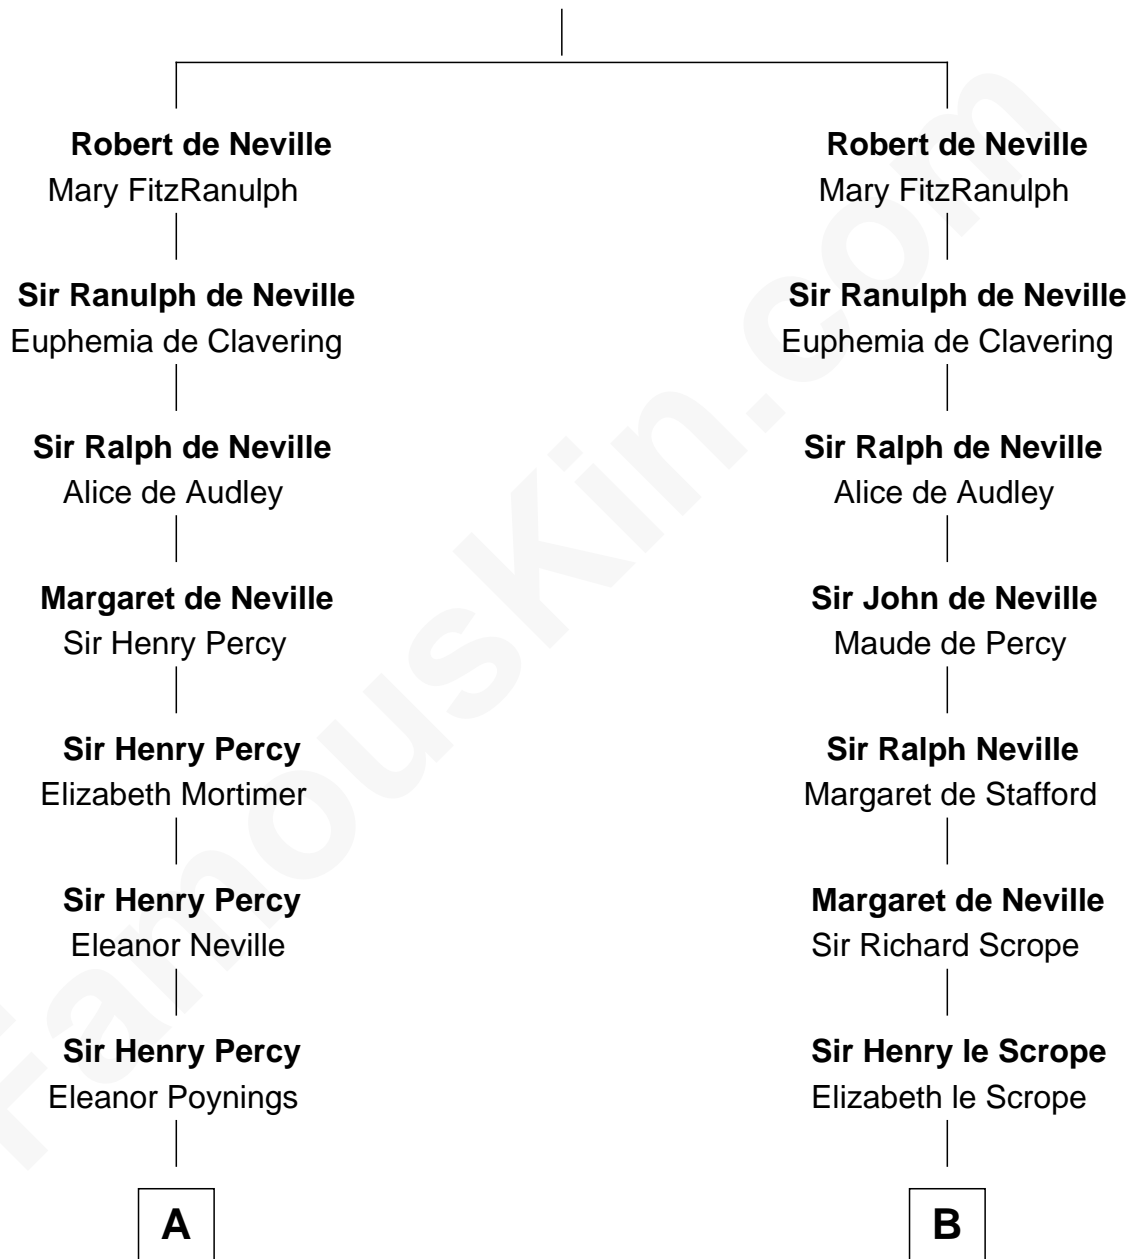 Robert de Neville
Mary FitzRanulph
Sir Ranulph de Neville
Euphemia de Clavering
Sir Ralph de Neville
Alice de Audley
Margaret de Neville
Sir Henry Percy
Sir Henry Percy
Elizabeth Mortimer
Sir Henry Percy
Eleanor Neville
Sir Henry Percy
Eleanor Poynings
A
Robert de Neville
Mary FitzRanulph
Sir Ranulph de Neville
Euphemia de Clavering
Sir Ralph de Neville
Alice de Audley
Sir John de Neville
Maude de Percy
Sir Ralph Neville
Margaret de Stafford
Margaret de Neville
Sir Richard Scrope
Sir Henry le Scrope
Elizabeth le Scrope
B
FamousKin.com